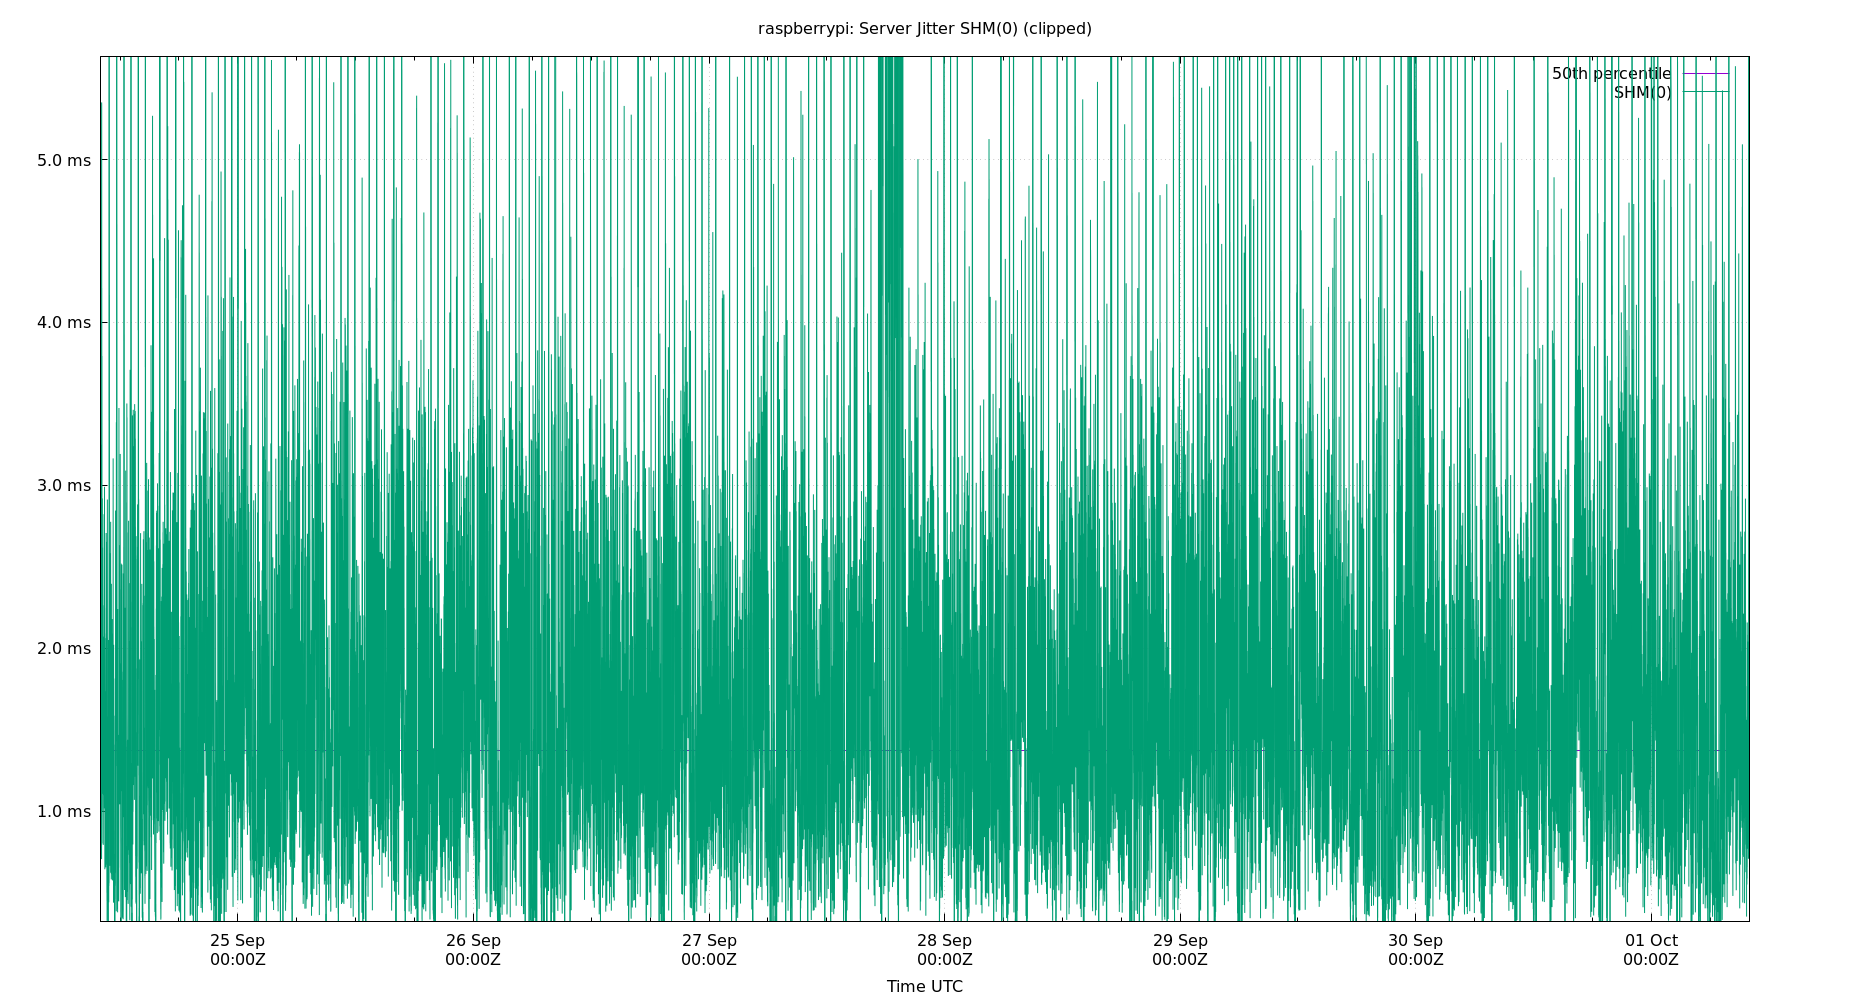 raspberrypi: Server Jitter SHM(0) (clipped)
50th percentile
SHM(0)
5.0 ms
4.0 ms
3.0 ms
2.0 ms
1.0 ms
25 Sep 26 Sep 27 Sep 28 Sep 29 Sep 30 Sep 01 Oct
00:00Z 00:00Z 00:00Z 00:00Z 00:00Z 00:00Z 00:00Z
Time UTC